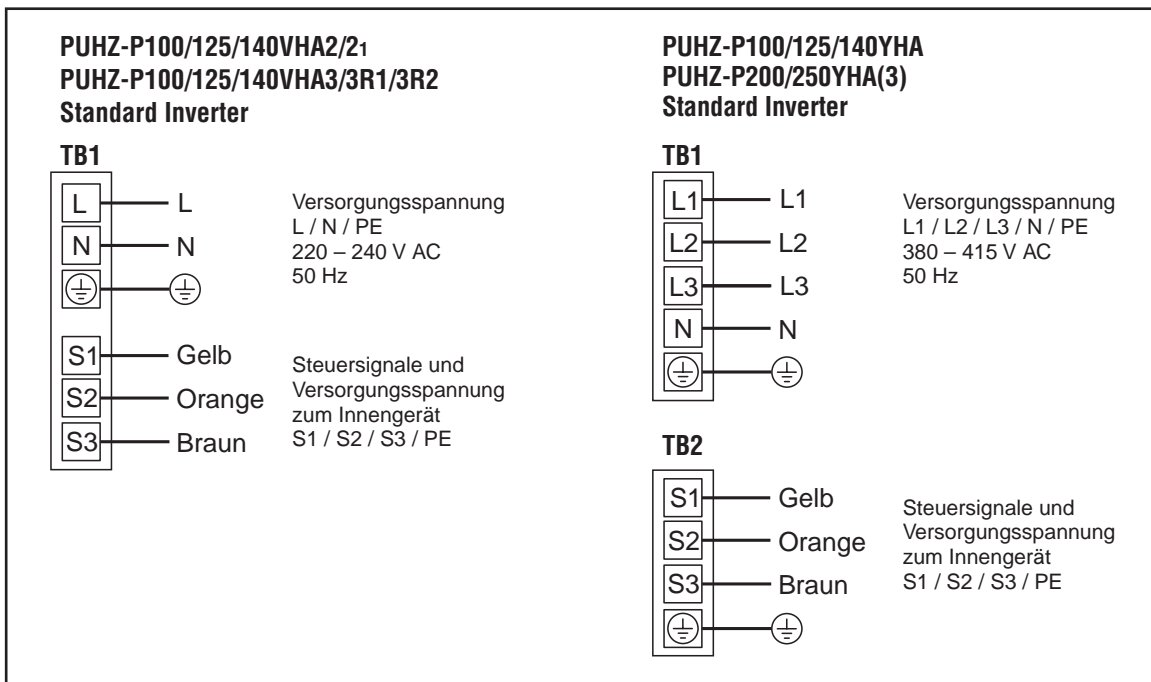 PUHZ-P100/125/140VHA2/21
PUHZ-P100/125/140VHA3/3R1/3R2
Standard Inverter
TB1
L L
N N
S1 Gelb
S2 Orange
S3 Braun
Versorgungsspannung
L / N / PE
220 – 240 V AC
50 Hz
Steuersignale und
Versorgungsspannung
zum Innengerät
S1 / S2 / S3 / PE
PUHZ-P100/125/140YHA
PUHZ-P200/250YHA(3)
Standard Inverter
TB1
L1 L1
L2 L2
L3 L3
N N
Versorgungsspannung
L1 / L2 / L3 / N / PE
380 – 415 V AC
50 Hz
TB2
S1 Gelb
S2 Orange
S3 Braun
Steuersignale und
Versorgungsspannung
zum Innengerät
S1 / S2 / S3 / PE